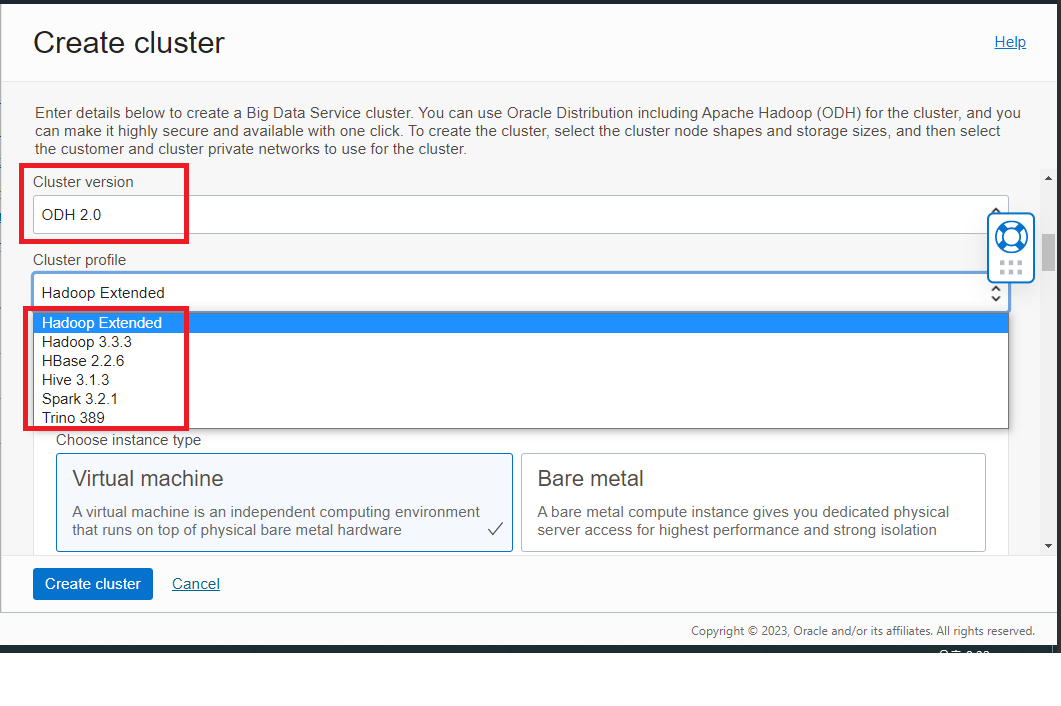 Create cluster
Help
Enter details below to create a Big Data Service cluster. You can use Oracle Distribution including Apache Hadoop (ODH) for the cluster, and you
can make it highly secure and available with one click. To create the cluster, select the cluster node shapes and storage sizes, and then select
the customer and cluster private networks to use for the cluster.
Cluster version
ODH 2.0
Cluster profile
Hadoop Extended
Hadoop Extended
Hadoop 3.3.3
HBase 2.2.6
Hive 3.1.3
Spark 3.2.1
Trino 389
Choose instance type
Virtual machine
A virtual machine is an independent computing environment
that runs on top of physical bare metal hardware
Bare metal
A bare metal compute instance gives you dedicated physical
server access for highest performance and strong isolation
Create cluster
Cancel
Copyright © 2023, Oracle and/or its affiliates. All rights reserved.